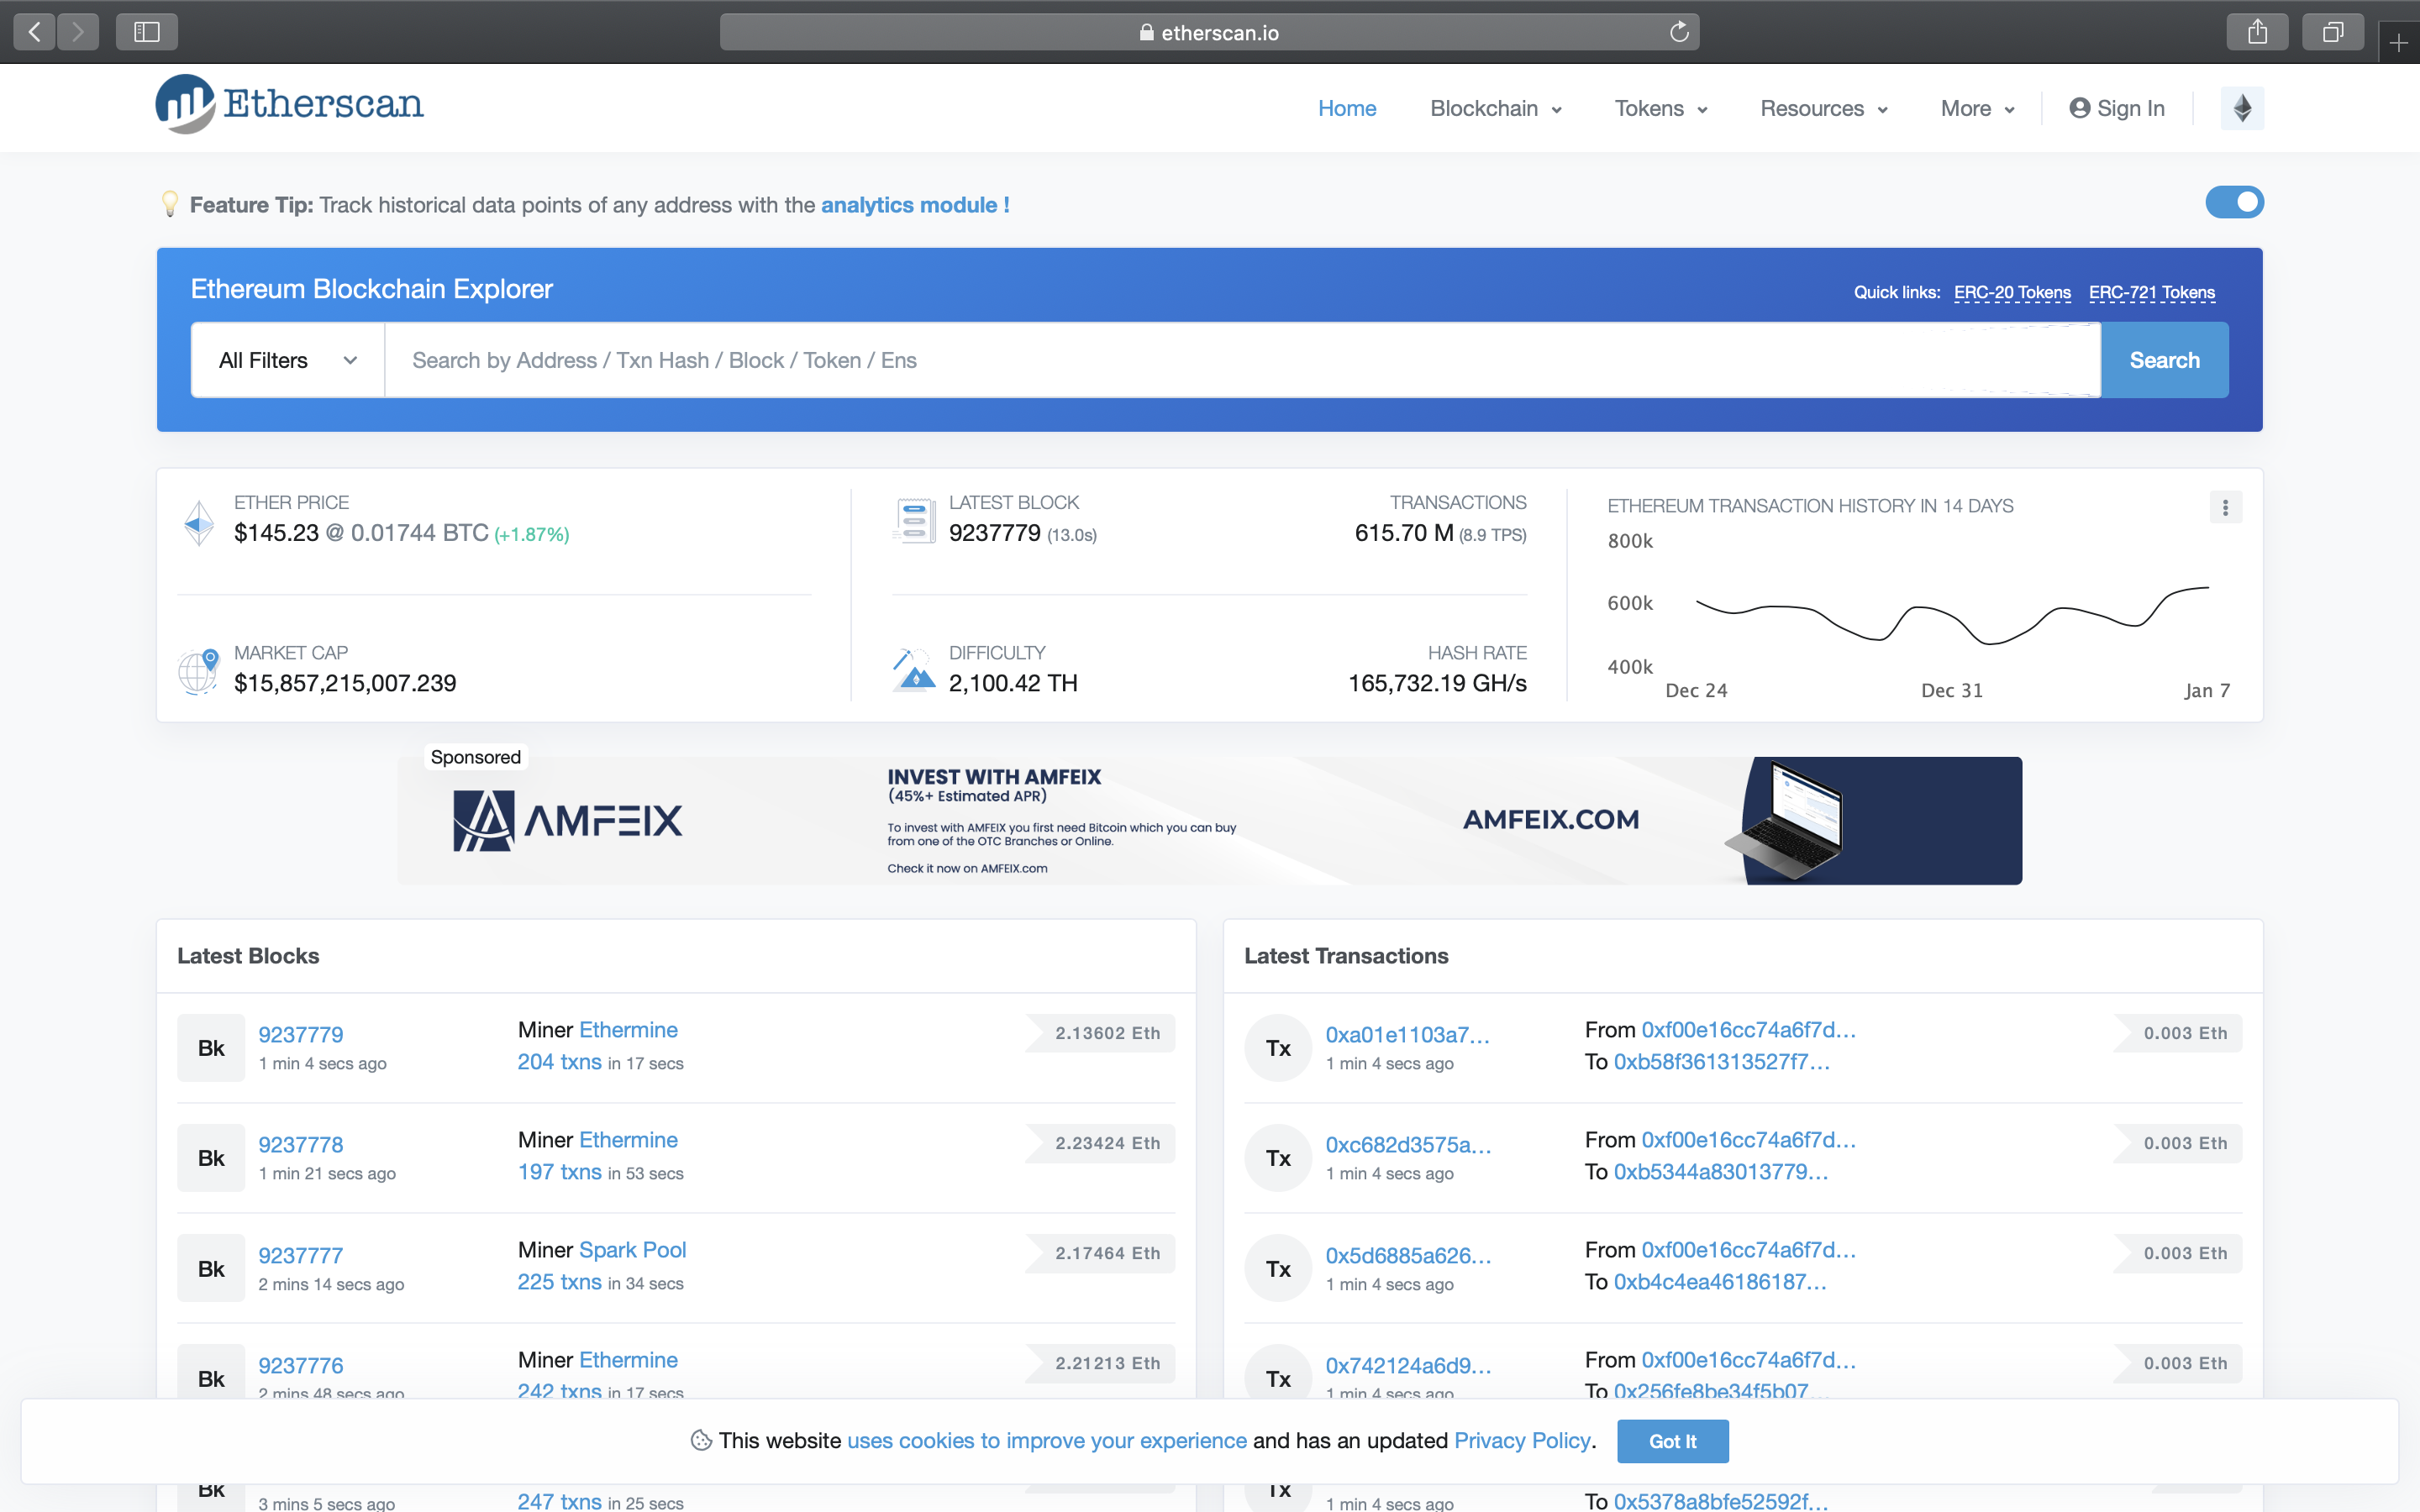 etherscan.io
Etherscan
Home Blockchain Tokens Resources More Sign In
Feature Tip: Track historical data points of any address with the analytics module !
Ethereum Blockchain Explorer
Quick links: ERC-20 Tokens ERC-721 Tokens
All Filters Search by Address / Txn Hash / Block / Token / Ens Search
ETHER PRICE
$145.23 @ 0.01744 BTC (+1.87%)
MARKET CAP
$15,857,215,007.239
LATEST BLOCK
9237779 (13.0s)
TRANSACTIONS
615.70 M (8.9 TPS)
DIFFICULTY
2,100.42 TH
HASH RATE
165,732.19 GH/s
ETHEREUM TRANSACTION HISTORY IN 14 DAYS
800k
600k
400k
Dec 24 Dec 31 Jan 7
Sponsored
AMFEIX
INVEST WITH AMFEIX
(45%+ Estimated APR)
To invest with AMFEIX you first need Bitcoin which you can buy
from one of the OTC Branches or Online.
Check it now on AMFEIX.com
AMFEIX.COM
Latest Blocks
Bk 9237779 Miner Ethermine 2.13602 Eth
1 min 4 secs ago 204 txns in 17 secs
Bk 9237778 Miner Ethermine 2.23424 Eth
1 min 21 secs ago 197 txns in 53 secs
Bk 9237777 Miner Spark Pool 2.17464 Eth
2 mins 14 secs ago 225 txns in 34 secs
Bk 9237776 Miner Ethermine 2.21213 Eth
2 mins 48 secs ago 242 txns in 17 secs
Bk
3 mins 5 secs ago 247 txns in 25 secs
Latest Transactions
Tx 0xa01e1103a7... From 0xf00e16cc74a6f7d... 0.003 Eth
1 min 4 secs ago To 0xb58f361313527f7...
Tx 0xc682d3575a... From 0xf00e16cc74a6f7d... 0.003 Eth
1 min 4 secs ago To 0xb5344a83013779...
Tx 0x5d6885a626... From 0xf00e16cc74a6f7d... 0.003 Eth
1 min 4 secs ago To 0xb4c4ea46186187...
Tx 0x742124a6d9... From 0xf00e16cc74a6f7d... 0.003 Eth
1 min 4 secs ago To 0x256fe8be34f5b07...
Tx
1 min 4 secs ago To 0x5378a8bfe52592f...
This website uses cookies to improve your experience and has an updated Privacy Policy. Got It